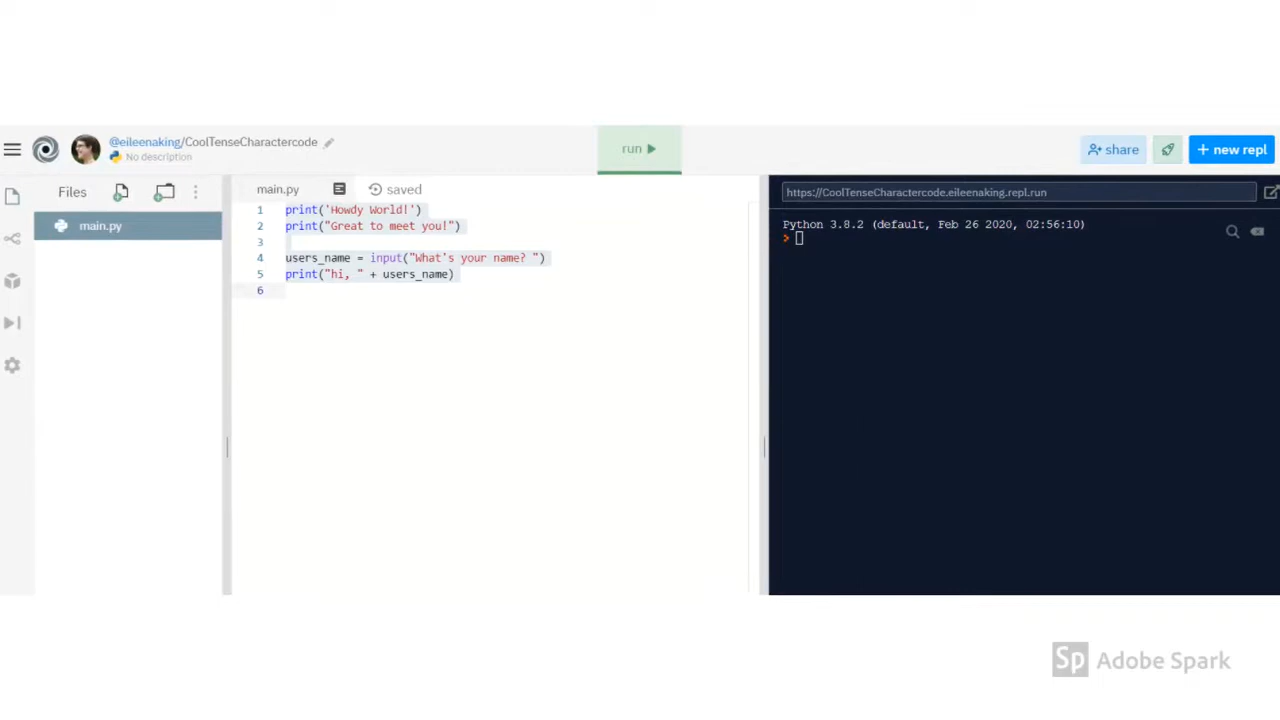 @eileenaking/CoolTenseCharactercode
No description
run
share
+ new repl
Files
main.py
main.py
saved
1 print('Howdy World!')
2 print("Great to meet you!")
3
4 users_name = input("What's your name? ")
5 print("hi, " + users_name)
6
https://CoolTenseCharactercode.eileenaking.repl.run
Python 3.8.2 (default, Feb 26 2020, 02:56:10)
>
Sp Adobe Spark